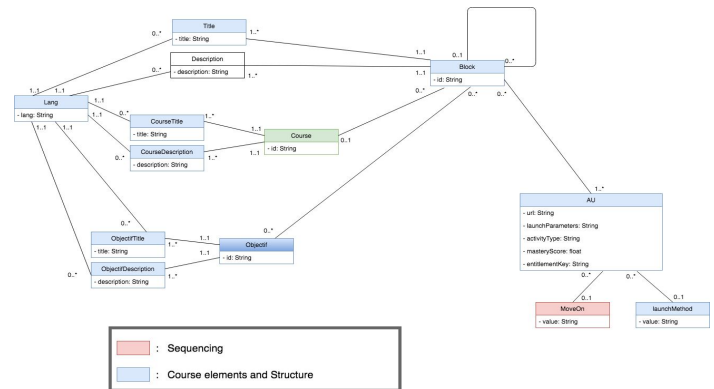 Title
- title: String
Description
- description: String
Block
- id: String
Lang
- lang: String
CourseTitle
- title: String
CourseDescription
- description: String
Course
- id: String
ObjectifTitle
- title: String
ObjectifDescription
- description: String
Objectif
- id: String
AU
- url: String
- launchParameters: String
- activityType: String
- masteryScore: float
- entitlementKey: String
MoveOn
- value: String
launchMethod
- value: String
0..*
1..*
1..1
0..1
0..*
0..*
1..*
1..1
0..*
0..*
0..*
1..1
1..1
1..1
1..1
1..1
1..1
0..*
1..*
1..1
0..1
0..*
1..*
1..1
0..*
1..1
1..*
0..*
1..1
0..*
1..*
1..*
0..*
0..*
0..1
0..1
: Sequencing
: Course elements and Structure